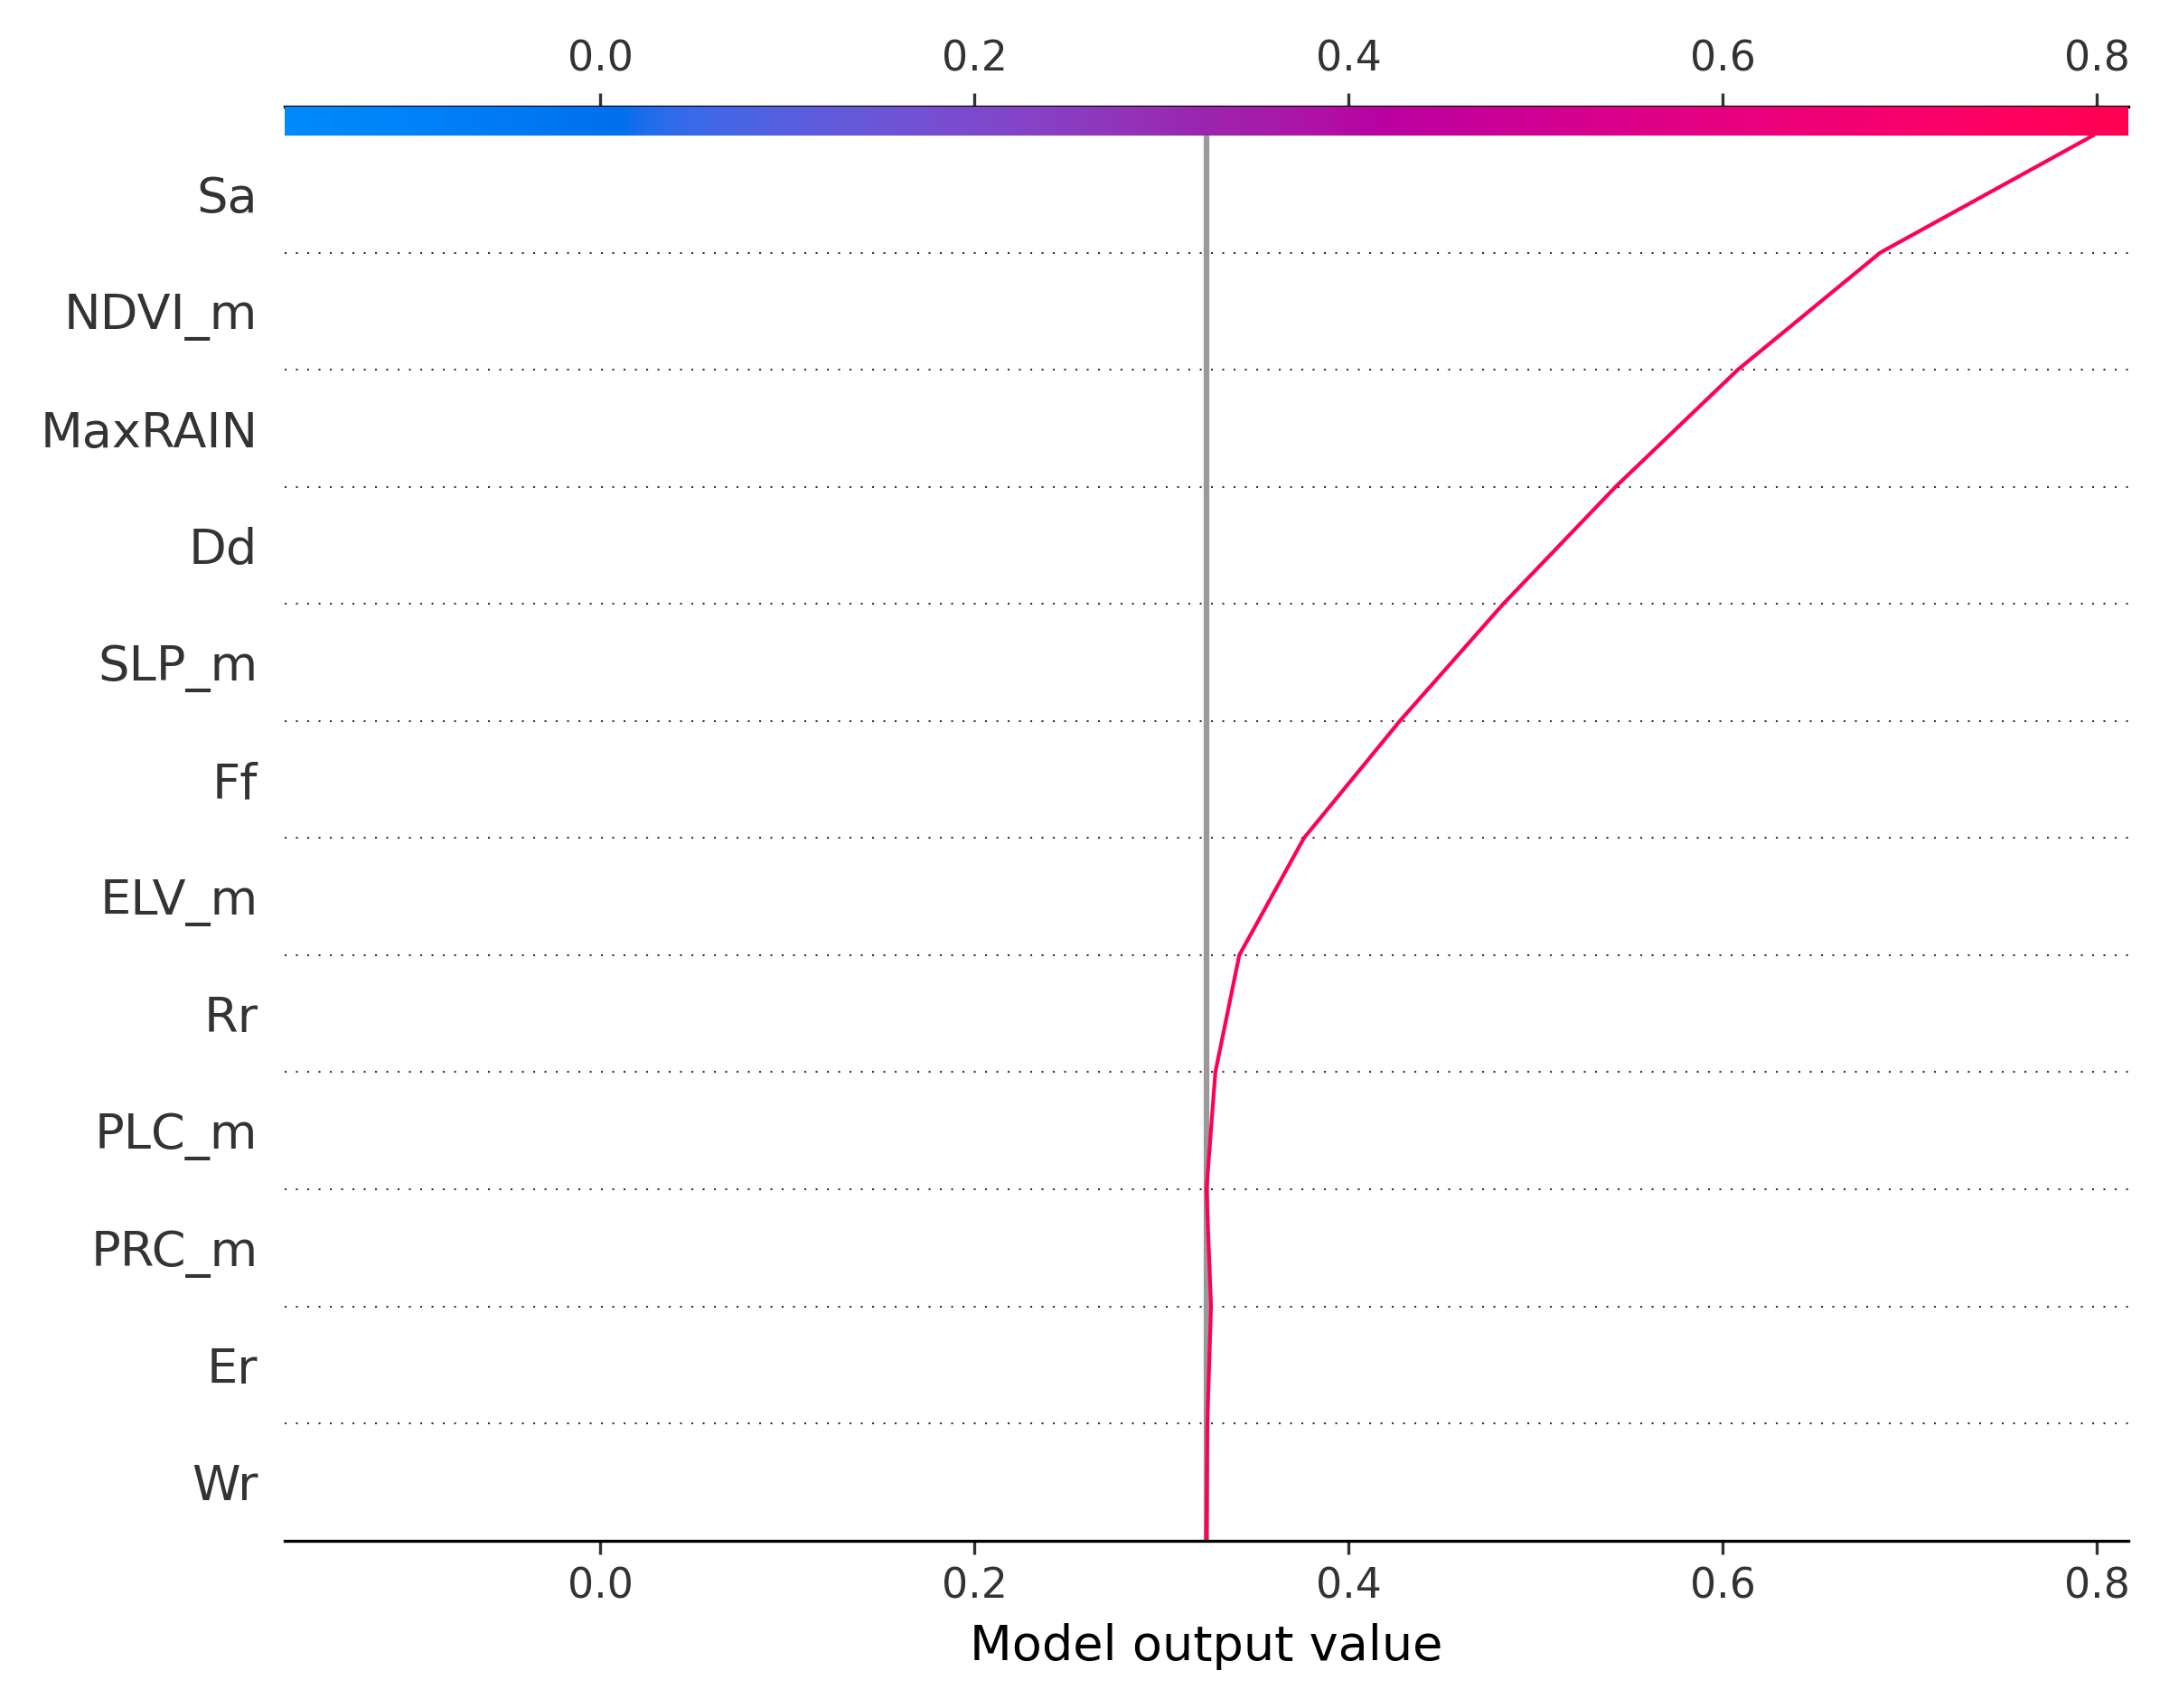 0.0 0.2 0.4 0.6 0.8
Sa
NDVI_m
MaxRAIN
Dd
SLP_m
Ff
ELV_m
Rr
PLC_m
PRC_m
Er
Wr
0.0 0.2 0.4 0.6 0.8
Model output value